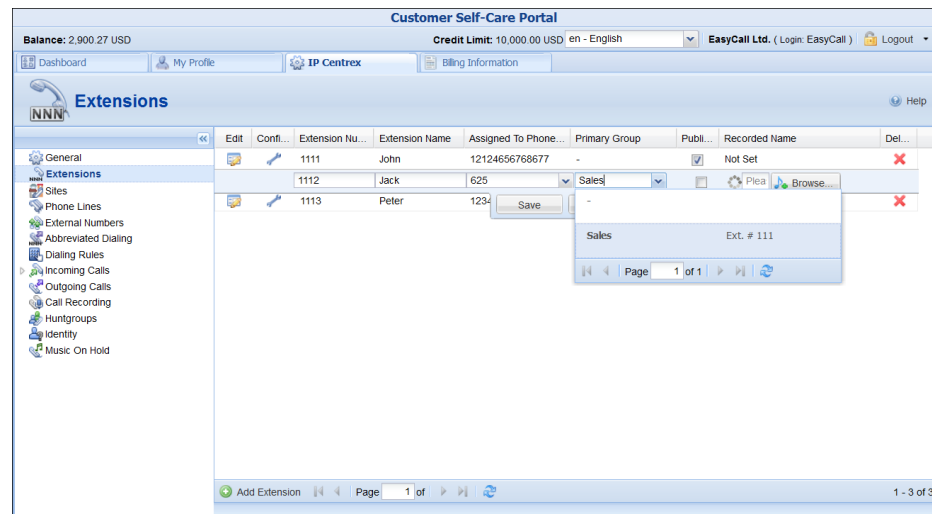 Customer Self-Care Portal
Balance: 2,900.27 USD Credit Limit: 10,000.00 USD en - English EasyCall Ltd. ( Login: EasyCall ) Logout
Dashboard My Profile IP Centrex Billing Information
NNN Extensions Help
Edit Confi... Extension Nu... Extension Name Assigned To Phone... Primary Group Publi... Recorded Name Del...
General
Extensions
Sites
Phone Lines
External Numbers
Abbreviated Dialing
Dialing Rules
Incoming Calls
Outgoing Calls
Call Recording
Huntgroups
Identity
Music On Hold
1111 John 12124656768677 - Not Set
1112 Jack 625 Sales Plea Browse...
1113 Peter 1234
Save
-
Sales Ext. # 111
Page 1 of 1
Add Extension Page 1 of 1 - 3 of 3